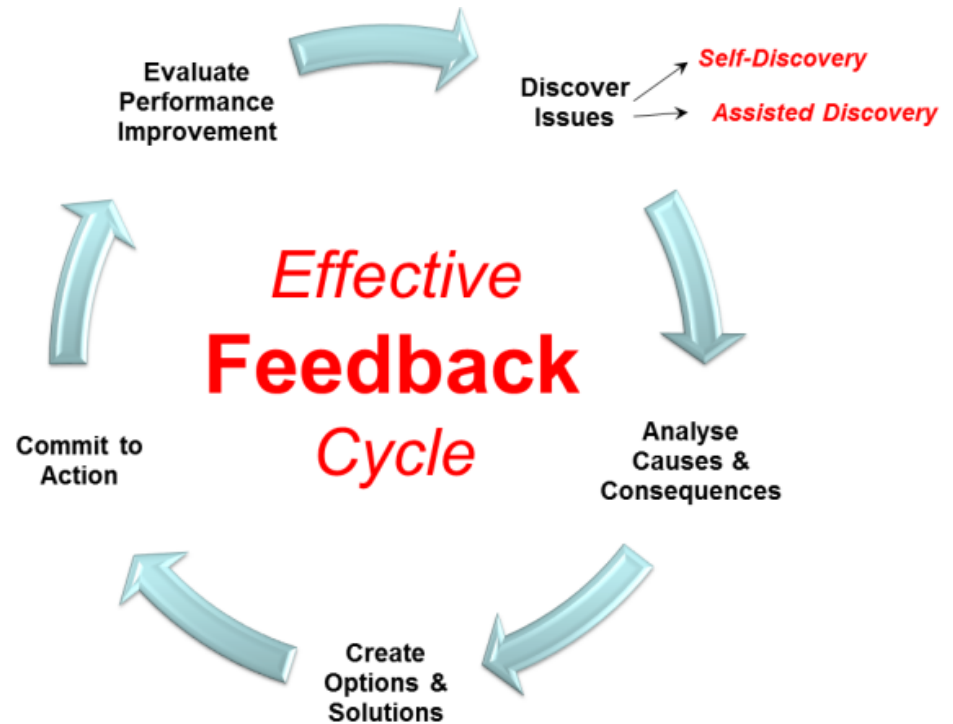 Evaluate
Performance
Improvement
Discover
Issues
Self-Discovery
Assisted Discovery
Effective
Feedback
Cycle
Analyse
Causes &
Consequences
Create
Options &
Solutions
Commit to
Action